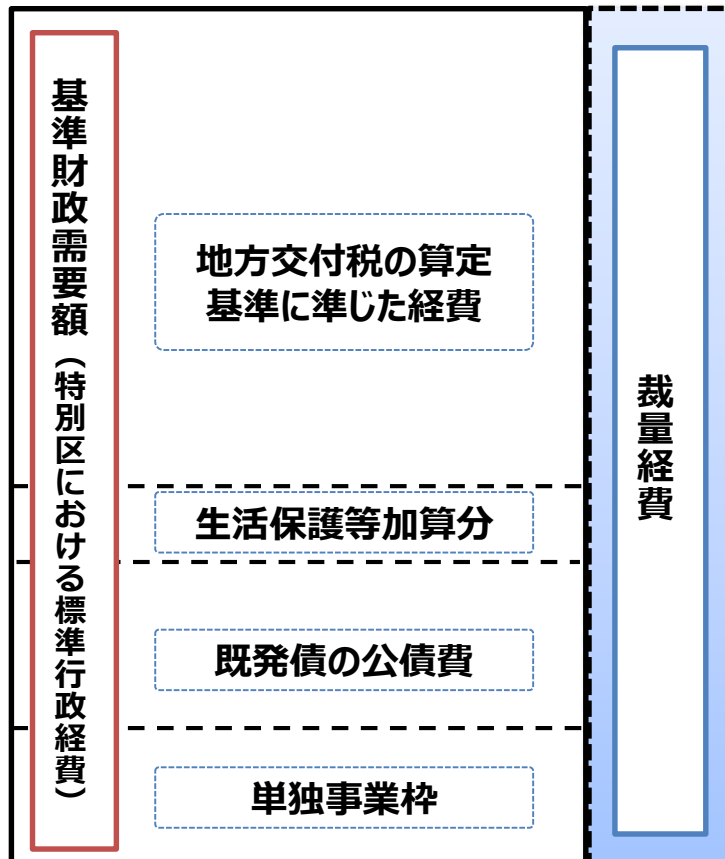 基準財政需要額（特別区における標準行政経費）
地方交付税の算定
基準に準じた経費
生活保護等加算分
既発債の公債費
単独事業枠
裁量経費